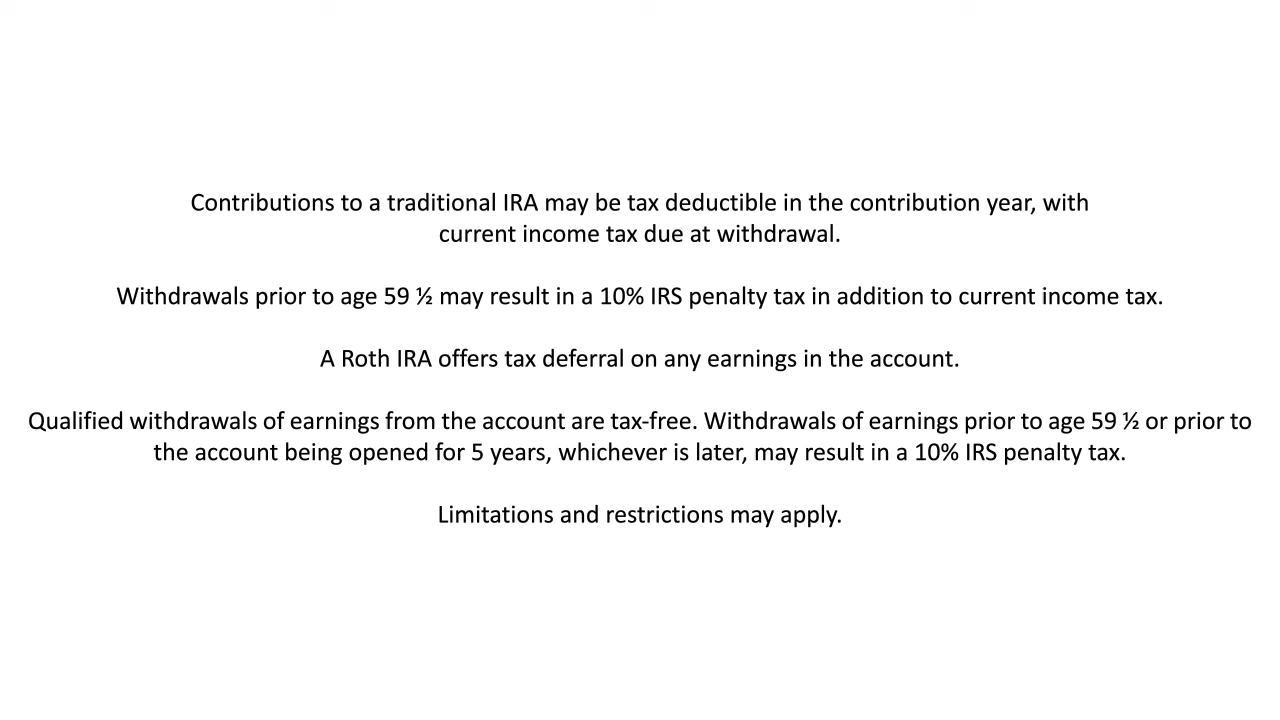 Contributions to a traditional IRA may be tax deductible in the contribution year, with
current income tax due at withdrawal.
Withdrawals prior to age 59 ½ may result in a 10% IRS penalty tax in addition to current income tax.
A Roth IRA offers tax deferral on any earnings in the account.
Qualified withdrawals of earnings from the account are tax-free. Withdrawals of earnings prior to age 59 ½ or prior to
the account being opened for 5 years, whichever is later, may result in a 10% IRS penalty tax.
Limitations and restrictions may apply.